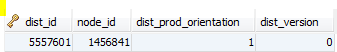 dist_id node_id dist_prod_orientation dist_version
5557601 1456841 1 0